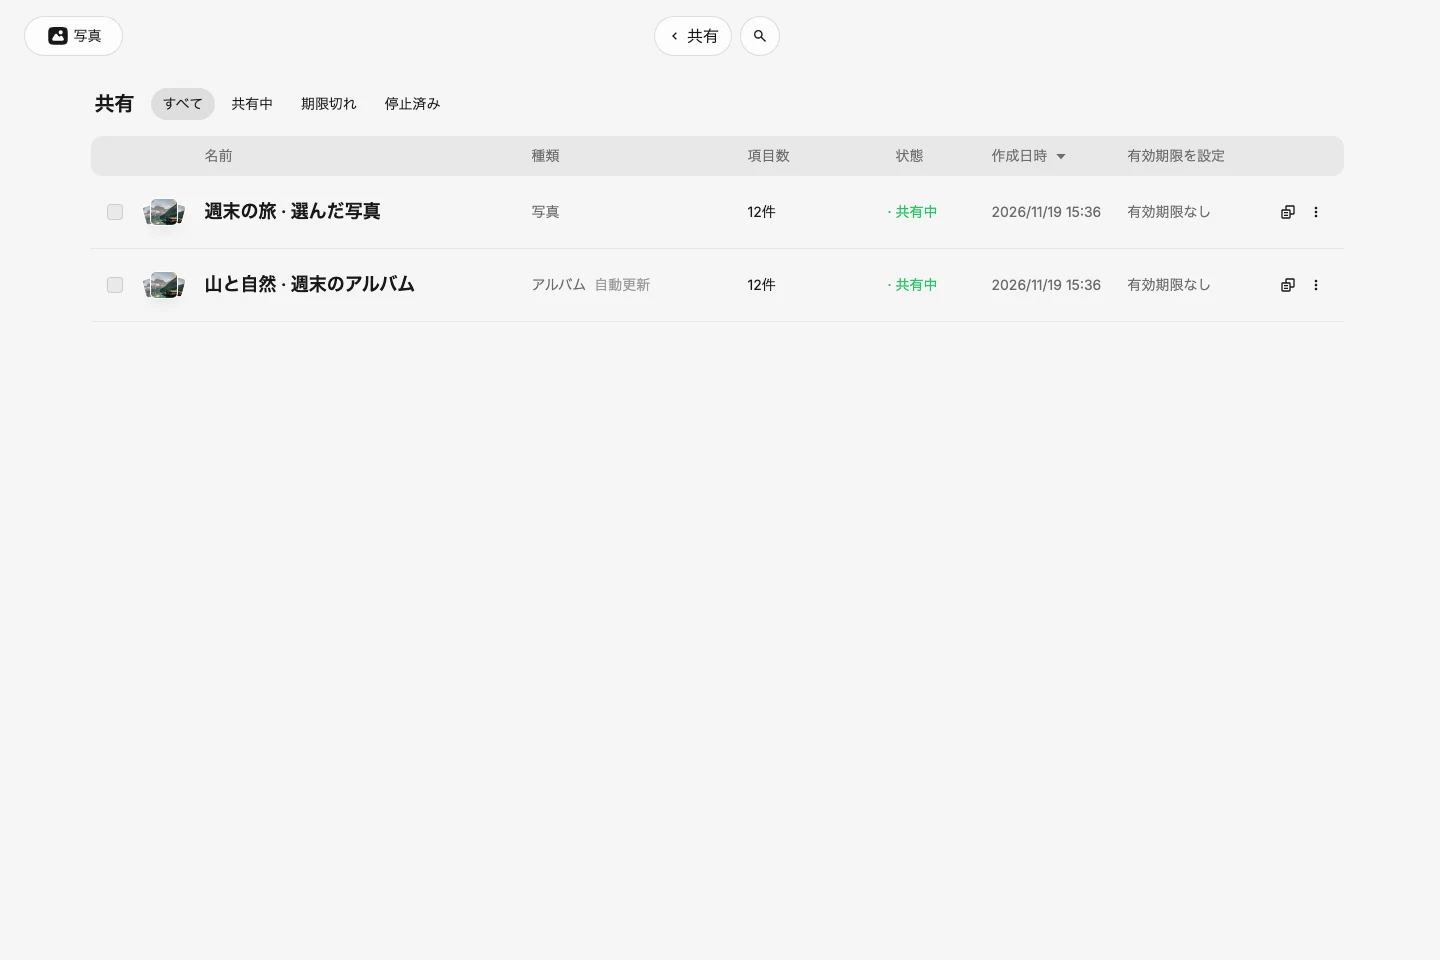 写真
共有
共有
すべて
共有中
期限切れ
停止済み
名前 種類 項目数 状態 作成日時 有効期限を設定
週末の旅 · 選んだ写真 写真 12件 · 共有中 2026/11/19 15:36 有効期限なし
山と自然 · 週末のアルバム アルバム 自動更新 12件 · 共有中 2026/11/19 15:36 有効期限なし